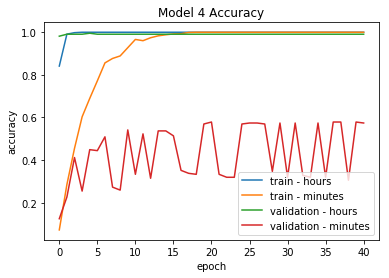 Model 4 Accuracy
accuracy
1.0
0.8
0.6
0.4
0.2
0
5
10
15
20
25
30
35
40
epoch
train - hours
train - minutes
validation - hours
validation - minutes